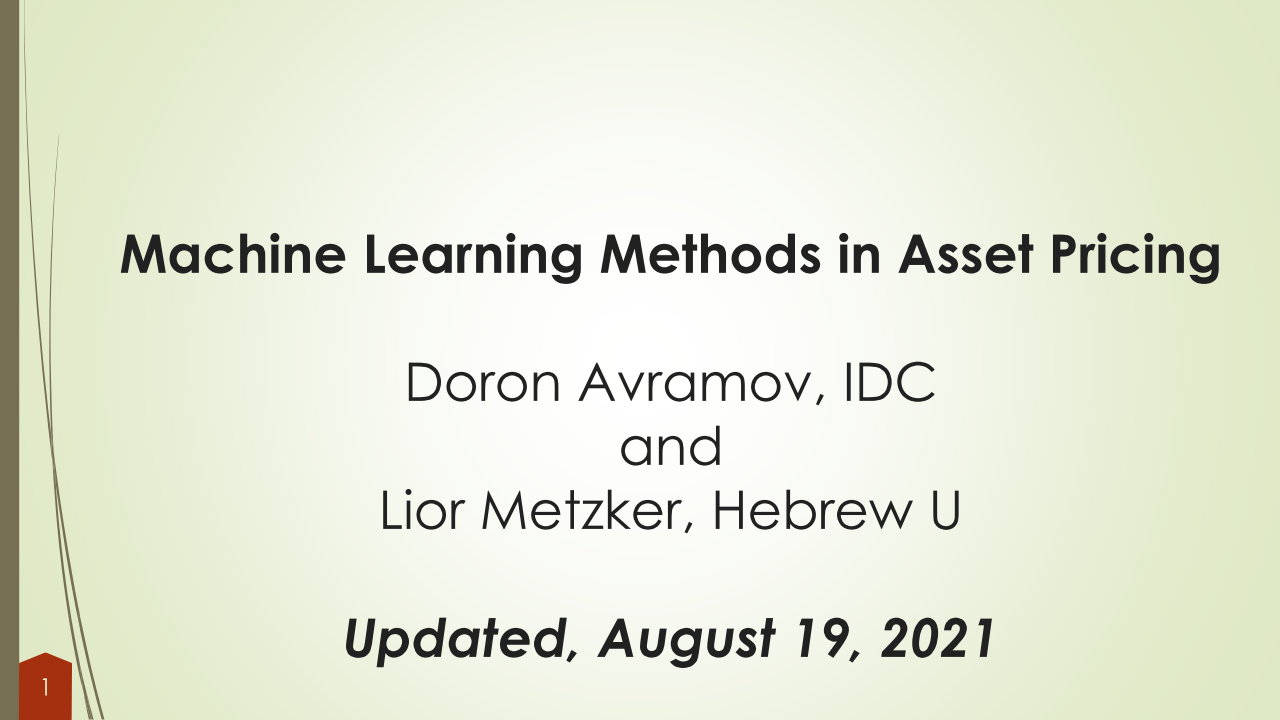 Machine Learning Methods in Asset Pricing
Doron Avramov, IDC
and
Lior Metzker, Hebrew U
Updated, August 19, 2021
1